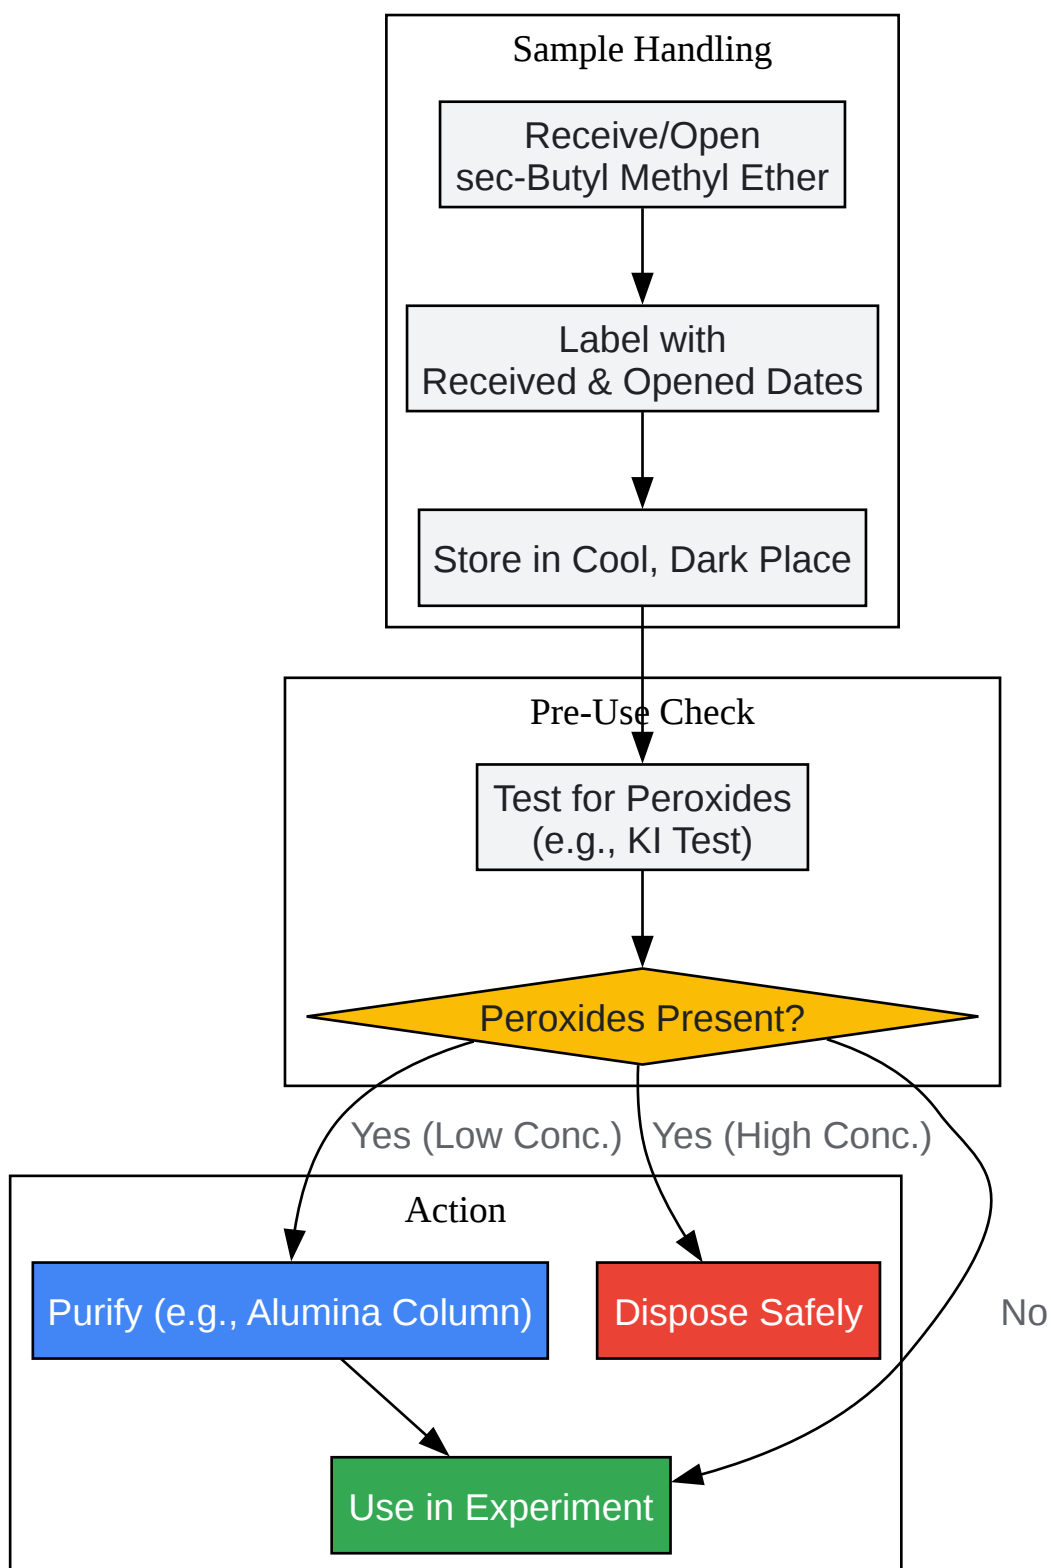 Sample Handling
Receive/Open
sec-Butyl Methyl Ether
Label with
Received & Opened Dates
Store in Cool, Dark Place
Pre-Use Check
Test for Peroxides
(e.g., KI Test)
Peroxides Present?
Yes (Low Conc.)
Yes (High Conc.)
No
Action
Purify (e.g., Alumina Column)
Dispose Safely
Use in Experiment